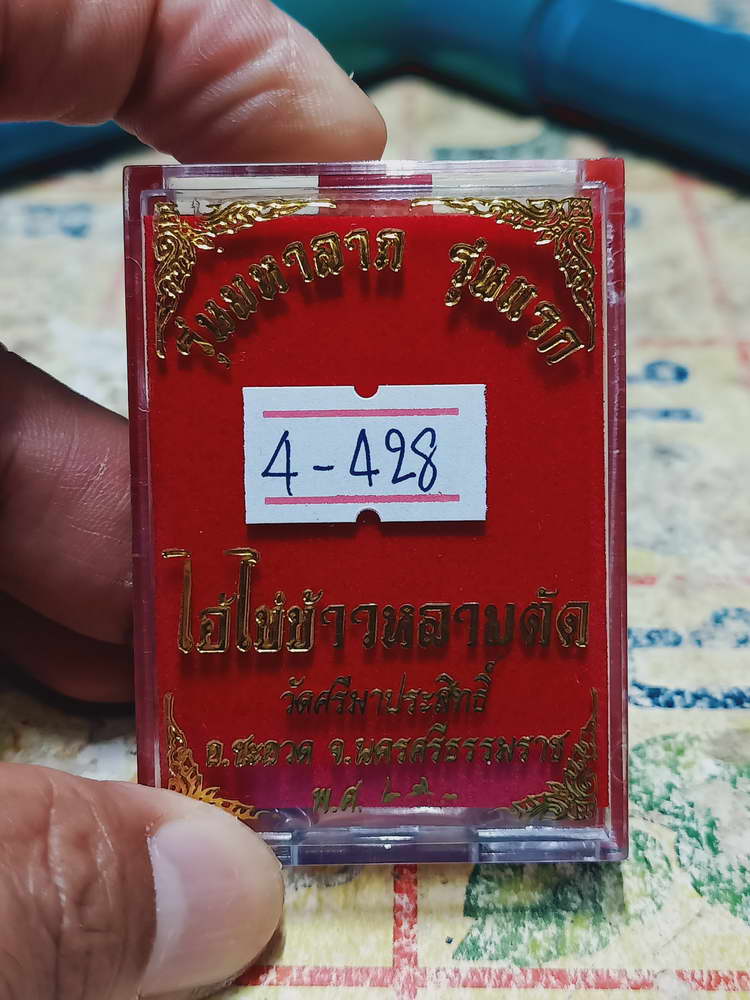 รุ่นมหาลาภ รุ่นแรก
4-428
ไอ้ไข่ข้าวหลามตัด
วัดศรีมาประสิทธิ์
อ.ชะอวด จ.นครศรีธรรมราช
พ.ศ.